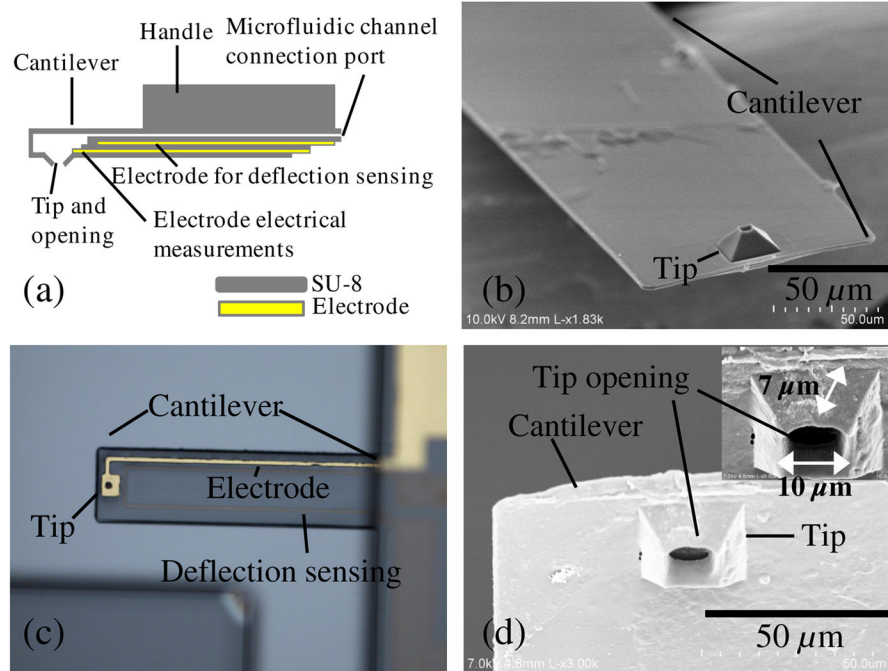 Microfluidic channel
connection port
Handle
Cantilever
Electrode for deflection sensing
Tip and
opening
Electrode electrical
measurements
(a)
SU-8
Electrode
Cantilever
Tip
(b)
50 µm
10.0kV 8.2mm L-x1.83k
50.0um
Cantilever
Electrode
Tip
Deflection sensing
(c)
Tip opening
7 µm
Cantilever
10 µm
Tip
(d)
50 µm
7.0kV 4.8mm L-x3.00k
50.0um